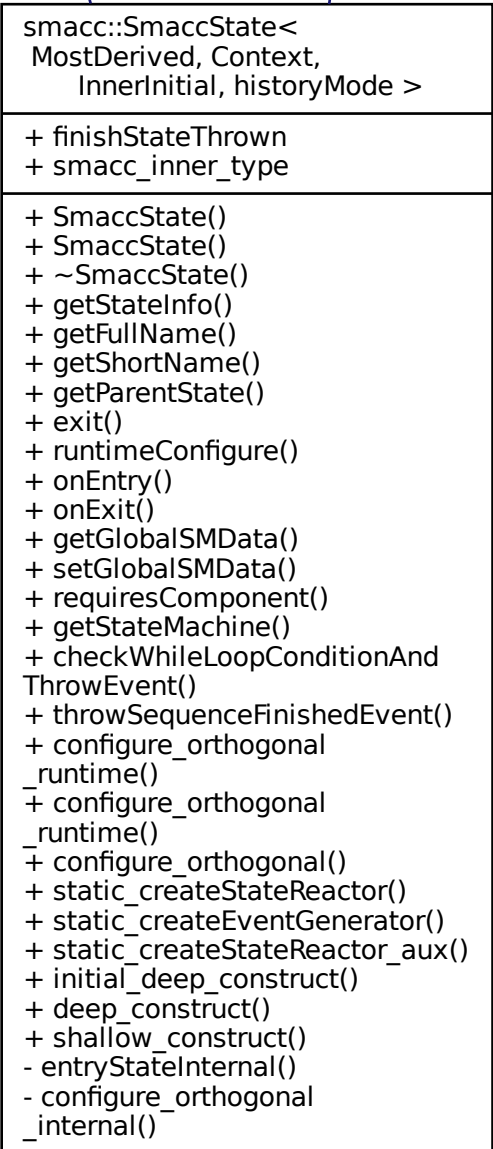 smacc::SmaccState<
MostDerived, Context,
InnerInitial, historyMode >
+ finishStateThrown
+ smacc_inner_type
+ SmaccState()
+ SmaccState()
+ ~SmaccState()
+ getStateInfo()
+ getFullName()
+ getShortName()
+ getParentState()
+ exit()
+ runtimeConfigure()
+ onEntry()
+ onExit()
+ getGlobalSMData()
+ setGlobalSMData()
+ requiresComponent()
+ getStateMachine()
+ checkWhileLoopConditionAnd
ThrowEvent()
+ throwSequenceFinishedEvent()
+ configure_orthogonal
_runtime()
+ configure_orthogonal
_runtime()
+ configure_orthogonal()
+ static_createStateReactor()
+ static_createEventGenerator()
+ static_createStateReactor_aux()
+ initial_deep_construct()
+ deep_construct()
+ shallow_construct()
- entryStateInternal()
- configure_orthogonal
_internal()